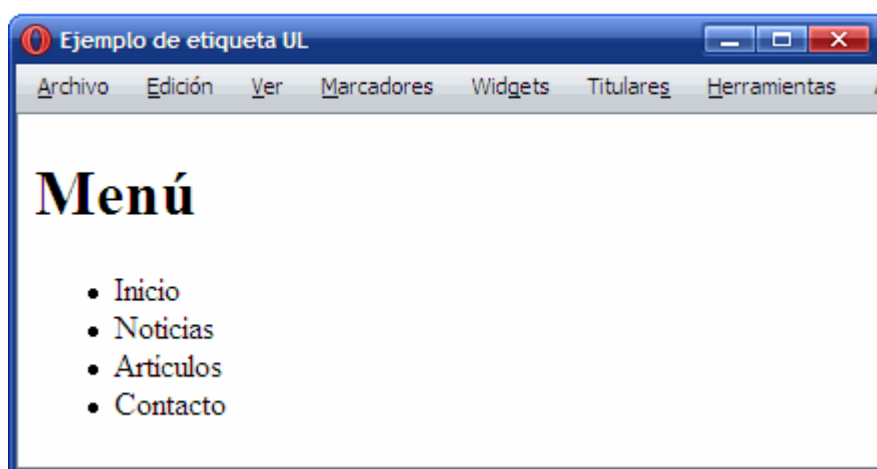 Ejemplo de etiqueta UL
Archivo Edición Ver Marcadores Widgets Titulares Herramientas
Menú
Inicio
Noticias
Artículos
Contacto